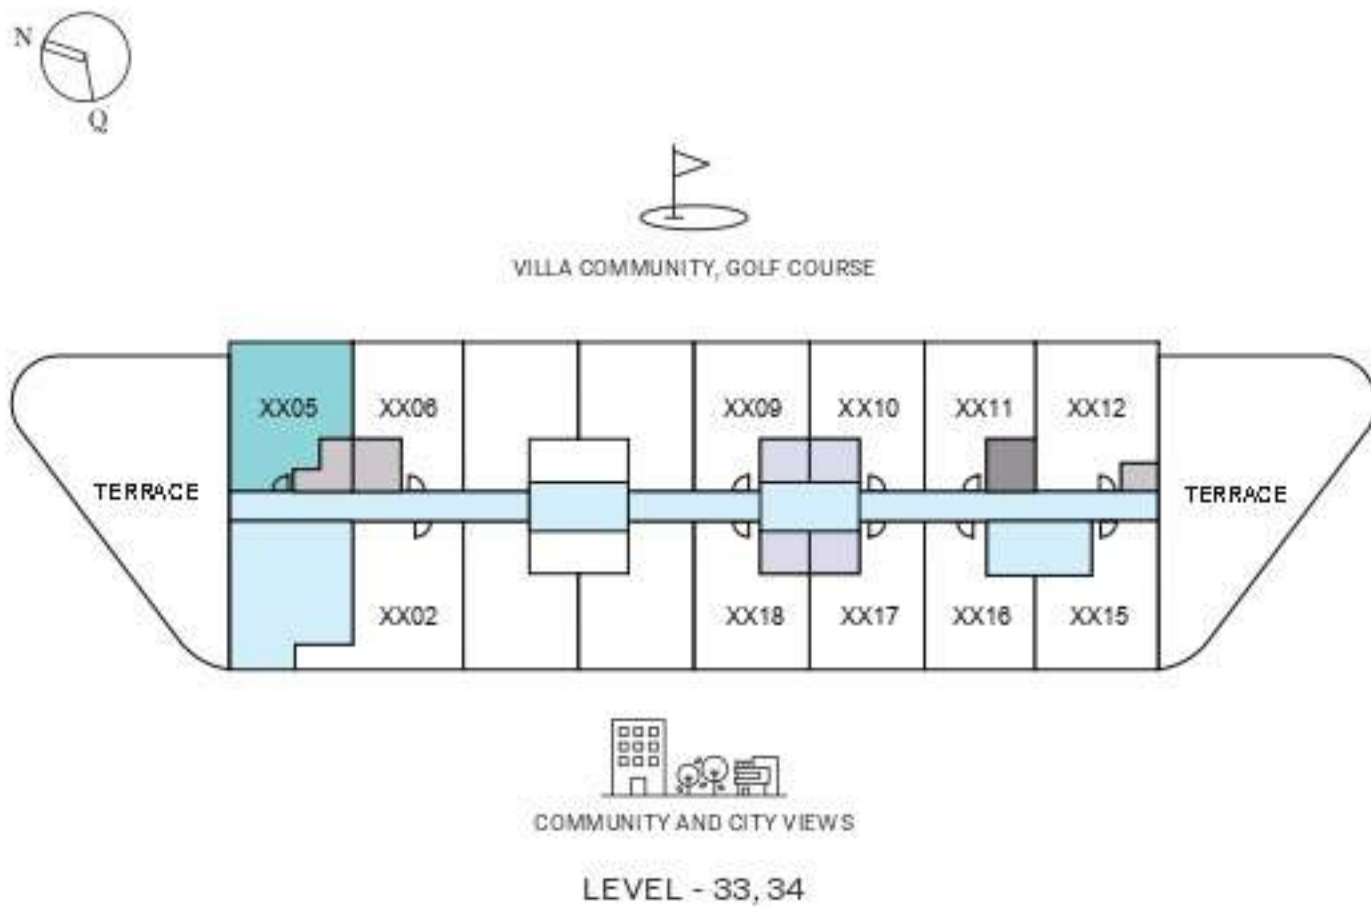 N
Q
VILLA COMMUNITY, GOLF COURSE
XX05 XX06 XX09 XX10 XX11 XX12
TERRACE TERRACE
XX02 XX18 XX17 XX16 XX15
COMMUNITY AND CITY VIEWS
LEVEL - 33, 34